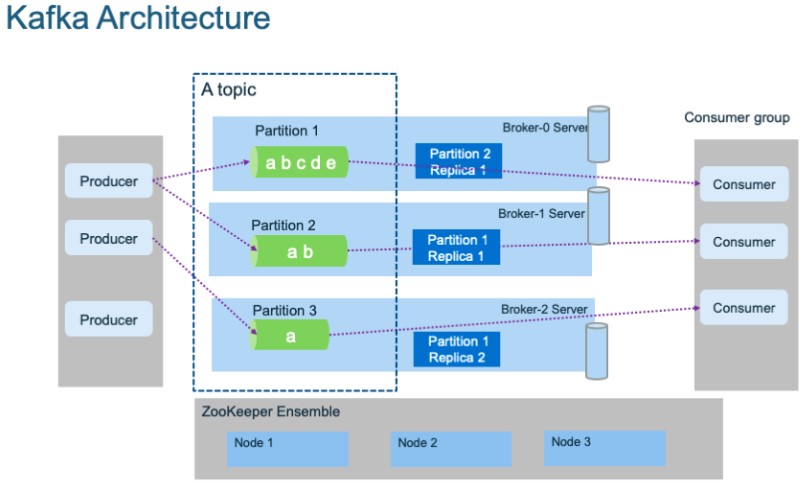 Kafka Architecture
A topic
Consumer group
Partition 1
Broker-0 Server
a b c d e
Partition 2
Replica 1
Producer
Consumer
Partition 2
Broker-1 Server
a b
Partition 1
Replica 1
Producer
Consumer
Partition 3
Broker-2 Server
a
Partition 1
Replica 2
Producer
Consumer
ZooKeeper Ensemble
Node 1
Node 2
Node 3